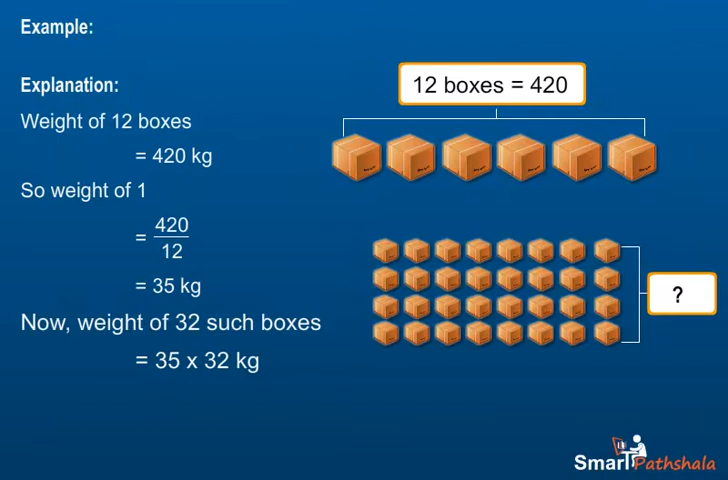 Example:
Explanation:
Weight of 12 boxes
= 420 kg
So weight of 1
= 420/12
= 35 kg
Now, weight of 32 such boxes
= 35 x 32 kg
12 boxes = 420
?
SmartPathshala